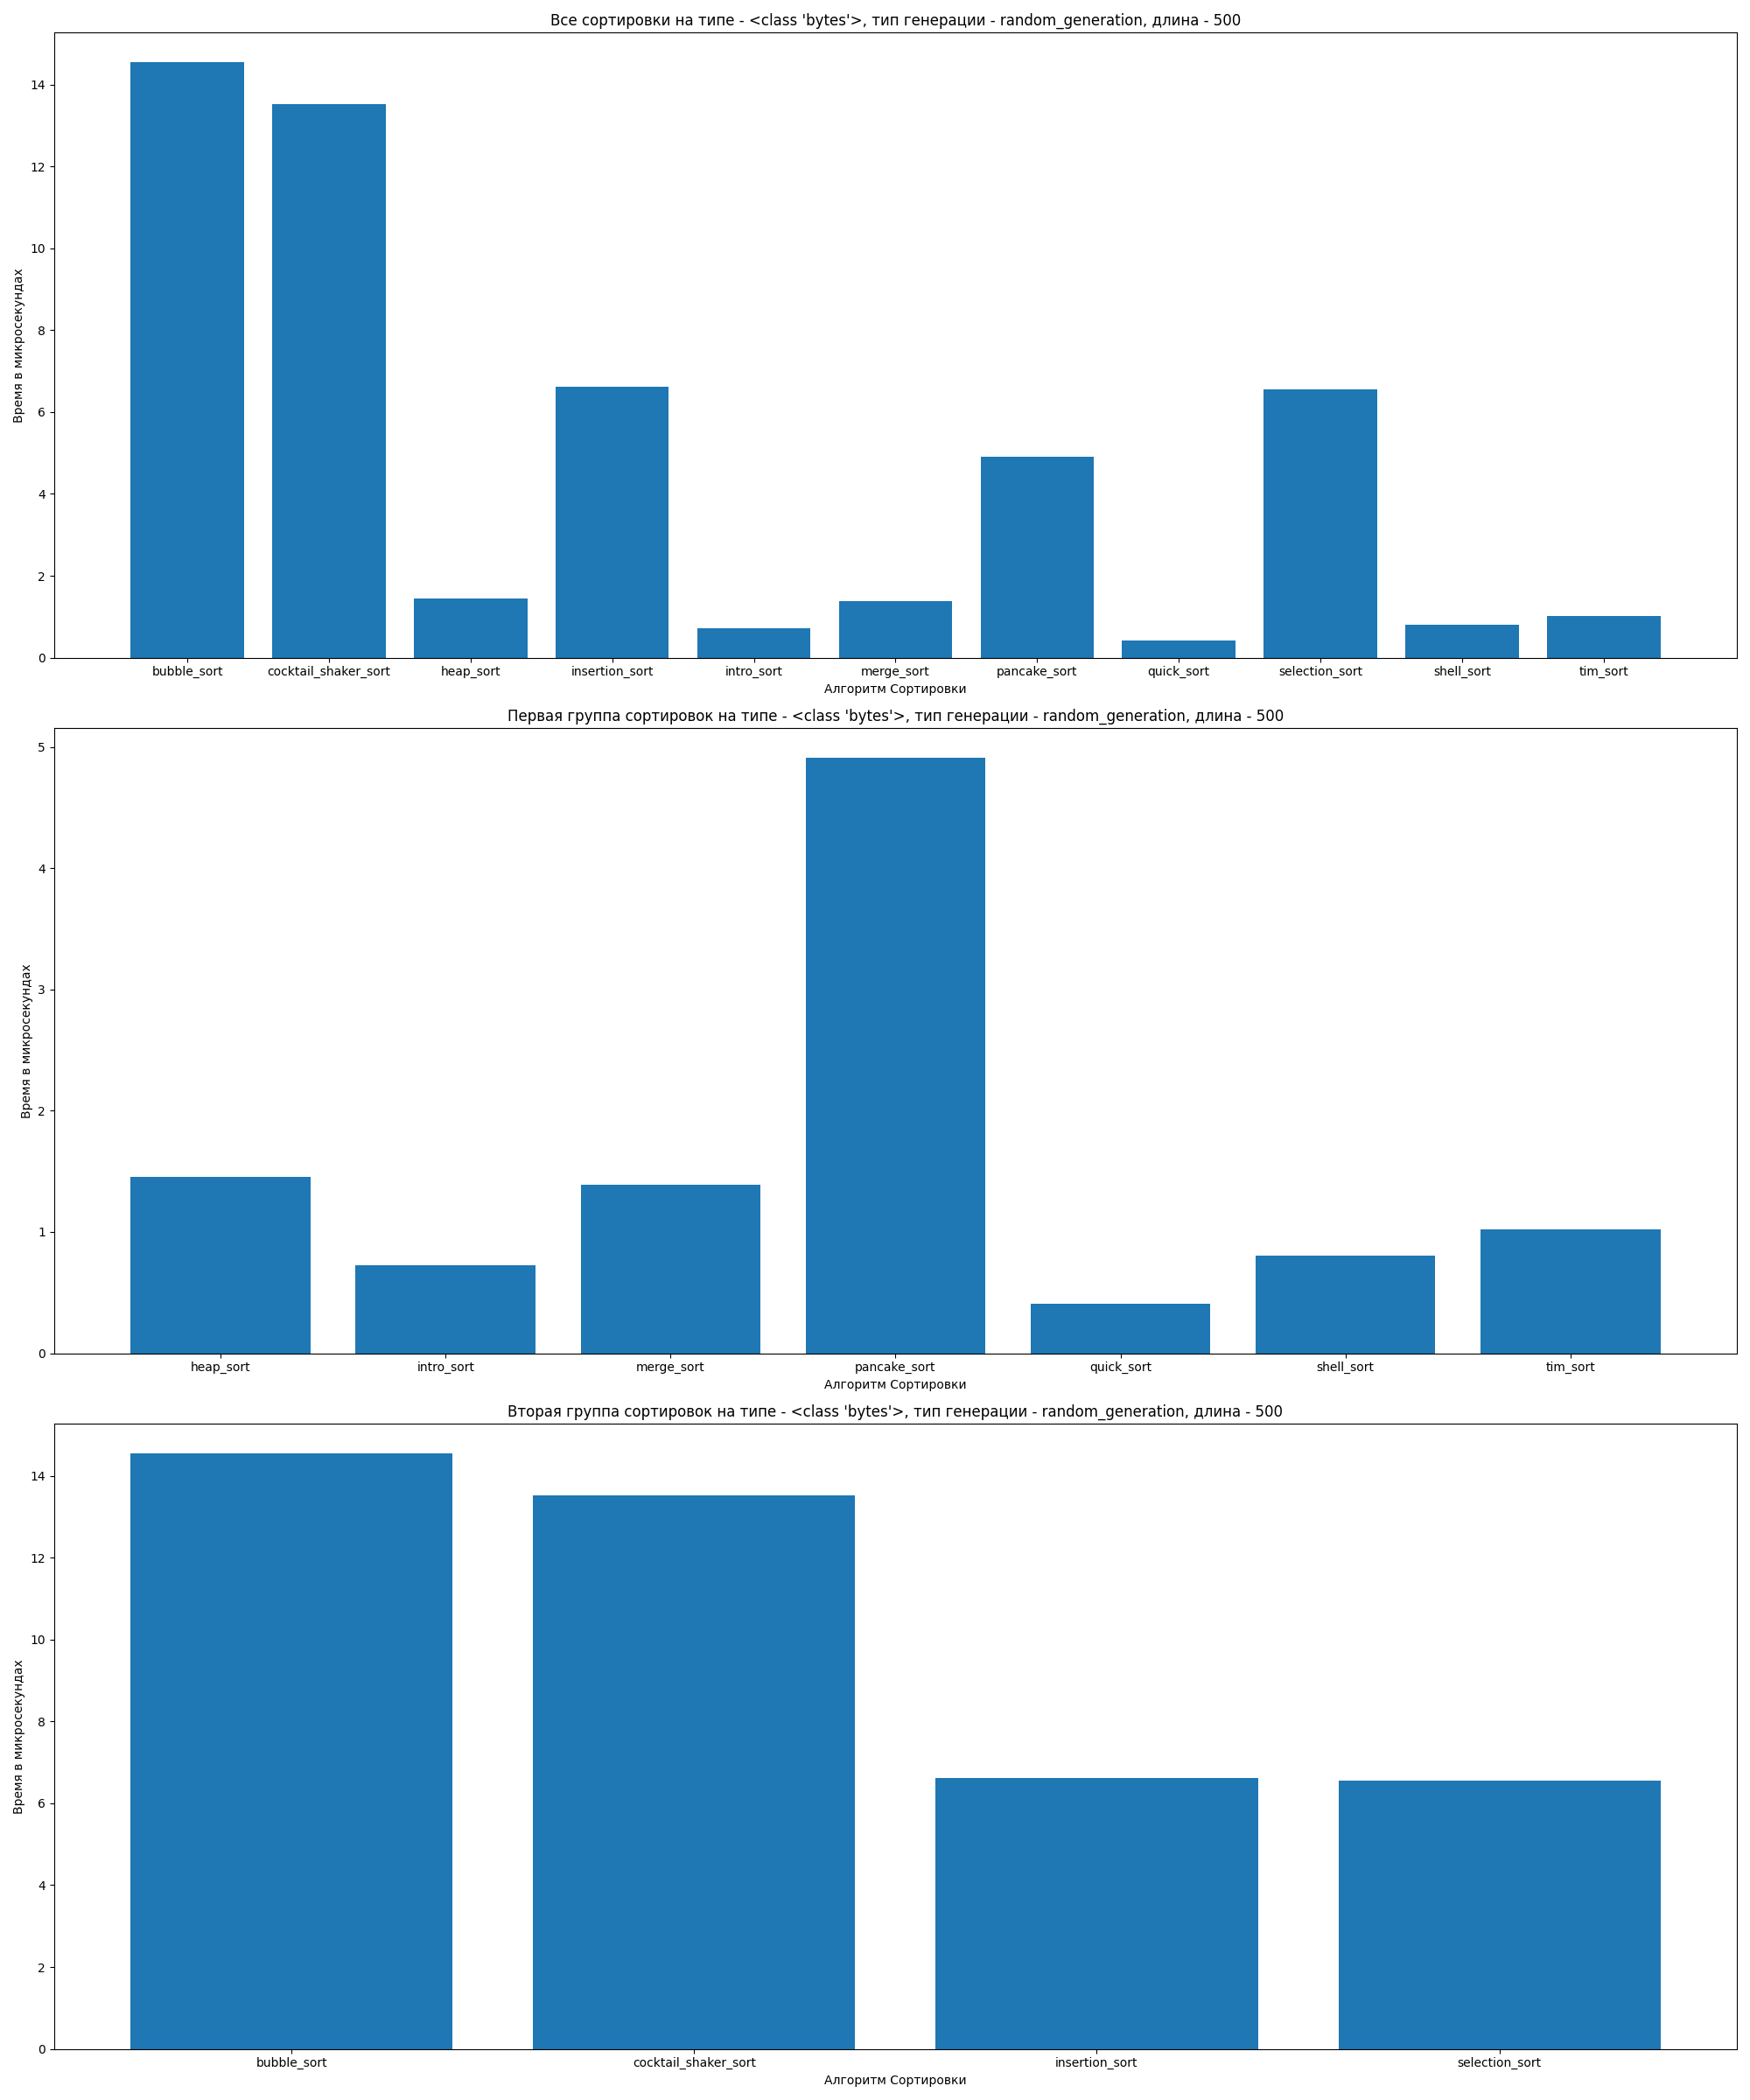 Все сортировки на типе - <class 'bytes'>, тип генерации - random_generation, длина - 500
Время в микросекундах
14
12
10
8
6
4
2
0
bubble_sort cocktail_shaker_sort heap_sort insertion_sort intro_sort merge_sort pancake_sort quick_sort selection_sort shell_sort tim_sort
Алгоритм Сортировки
Первая группа сортировок на типе - <class 'bytes'>, тип генерации - random_generation, длина - 500
Время в микросекундах
5
4
3
2
1
0
heap_sort intro_sort merge_sort pancake_sort quick_sort shell_sort tim_sort
Алгоритм Сортировки
Вторая группа сортировок на типе - <class 'bytes'>, тип генерации - random_generation, длина - 500
Время в микросекундах
14
12
10
8
6
4
2
0
bubble_sort cocktail_shaker_sort insertion_sort selection_sort
Алгоритм Сортировки